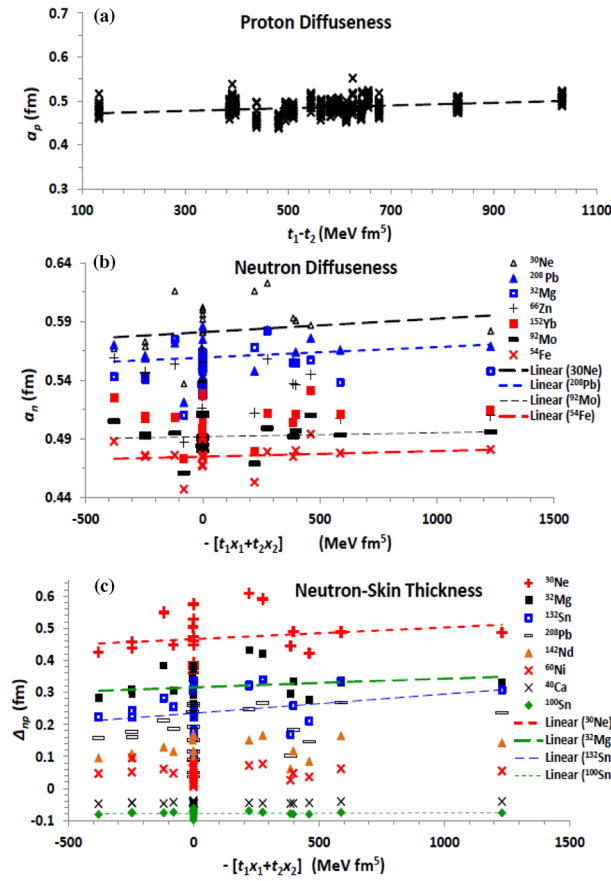 (a)
Proton Diffuseness
0.7
0.6
0.5
0.4
0.3
aₚ (fm)
100 300 500 700 900 1100
t₁-t₂ (MeV fm⁵)
(b)
Neutron Diffuseness
0.64
0.59
0.54
0.49
0.44
aₙ (fm)
³⁰Ne
²⁰⁸Pb
³²Mg
⁶⁶Zn
¹⁵²Yb
⁹²Mo
⁵⁴Fe
Linear (30Ne)
Linear (²⁰⁸Pb)
Linear (⁹²Mo)
Linear (⁵⁴Fe)
-500 0 500 1000 1500
- [t₁x₁+t₂x₂] (MeV fm⁵)
(c)
Neutron-Skin Thickness
0.6
0.5
0.4
0.3
0.2
0.1
0
-0.1
Δₙₚ (fm)
³⁰Ne
³²Mg
¹³²Sn
²⁰⁸Pb
¹⁴²Nd
⁶⁰Ni
⁴⁰Ca
¹⁰⁰Sn
Linear (³⁰Ne)
Linear (³²Mg
Linear (¹³²Sn
Linear (¹⁰⁰Sn
-500 0 500 1000 1500
- [t₁x₁+t₂x₂] (MeV fm⁵)